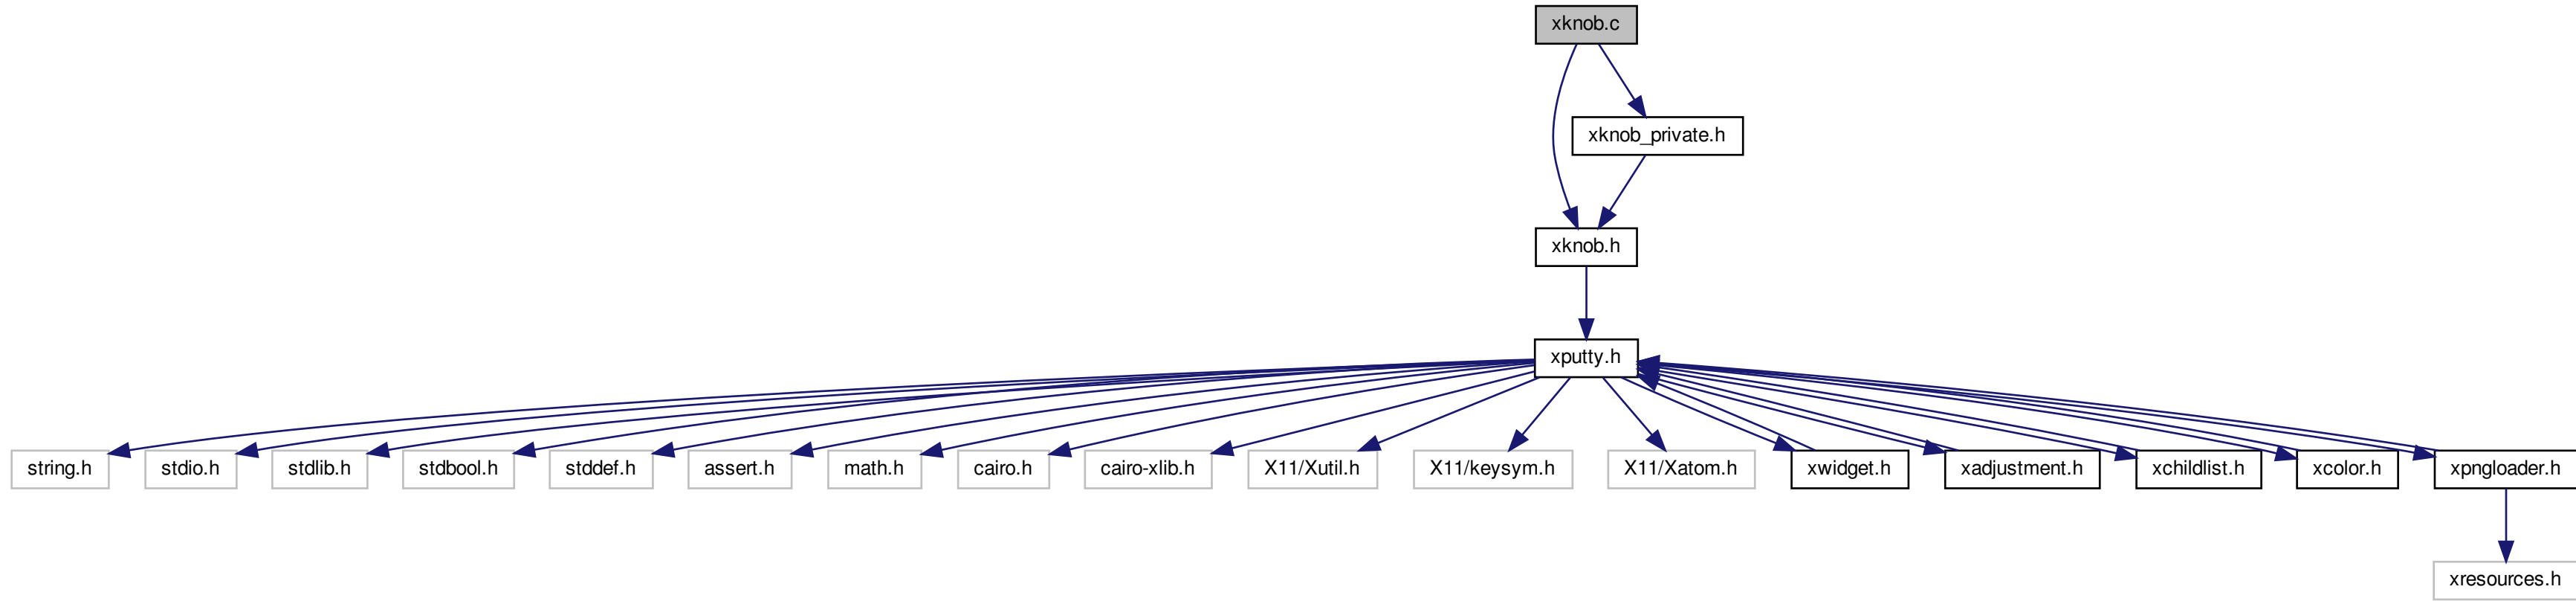 xknob.c
xknob_private.h
xknob.h
xputty.h
string.h
stdio.h
stdlib.h
stdbool.h
stddef.h
assert.h
math.h
cairo.h
cairo-xlib.h
X11/Xutil.h
X11/keysym.h
X11/Xatom.h
xwidget.h
xadjustment.h
xchildlist.h
xcolor.h
xpngloader.h
xresources.h